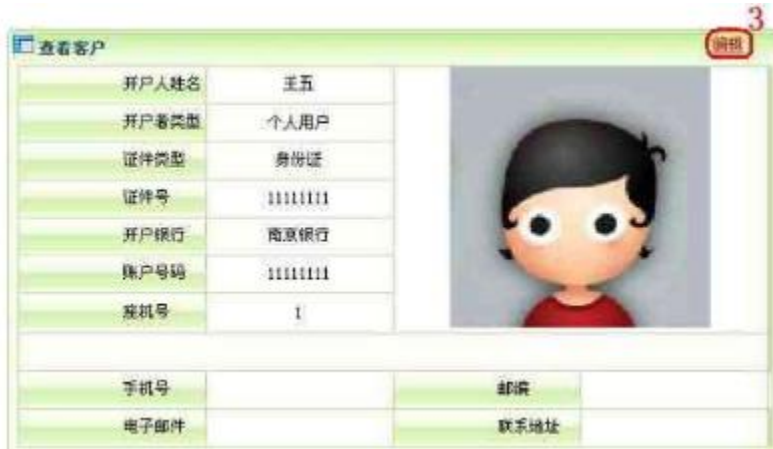 3
查看客户 编辑
开户人姓名 王五
开户者类型 个人用户
证件类型 身份证
证件号 11111111
开户银行 南京银行
账户号码 11111111
座机号 1
手机号 邮编
电子邮件 联系地址